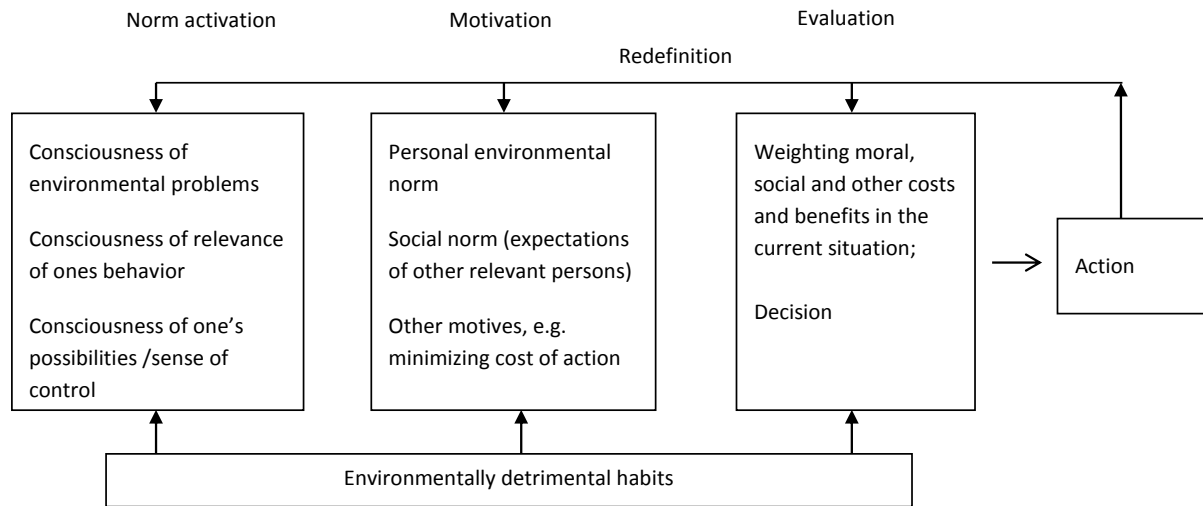 Norm activation
Motivation
Evaluation
Redefinition
Consciousness of
environmental problems
Consciousness of relevance
of ones behavior
Consciousness of one’s
possibilities /sense of
control
Personal environmental
norm
Social norm (expectations
of other relevant persons)
Other motives, e.g.
minimizing cost of action
Weighting moral,
social and other costs
and benefits in the
current situation;
Decision
Action
Environmentally detrimental habits